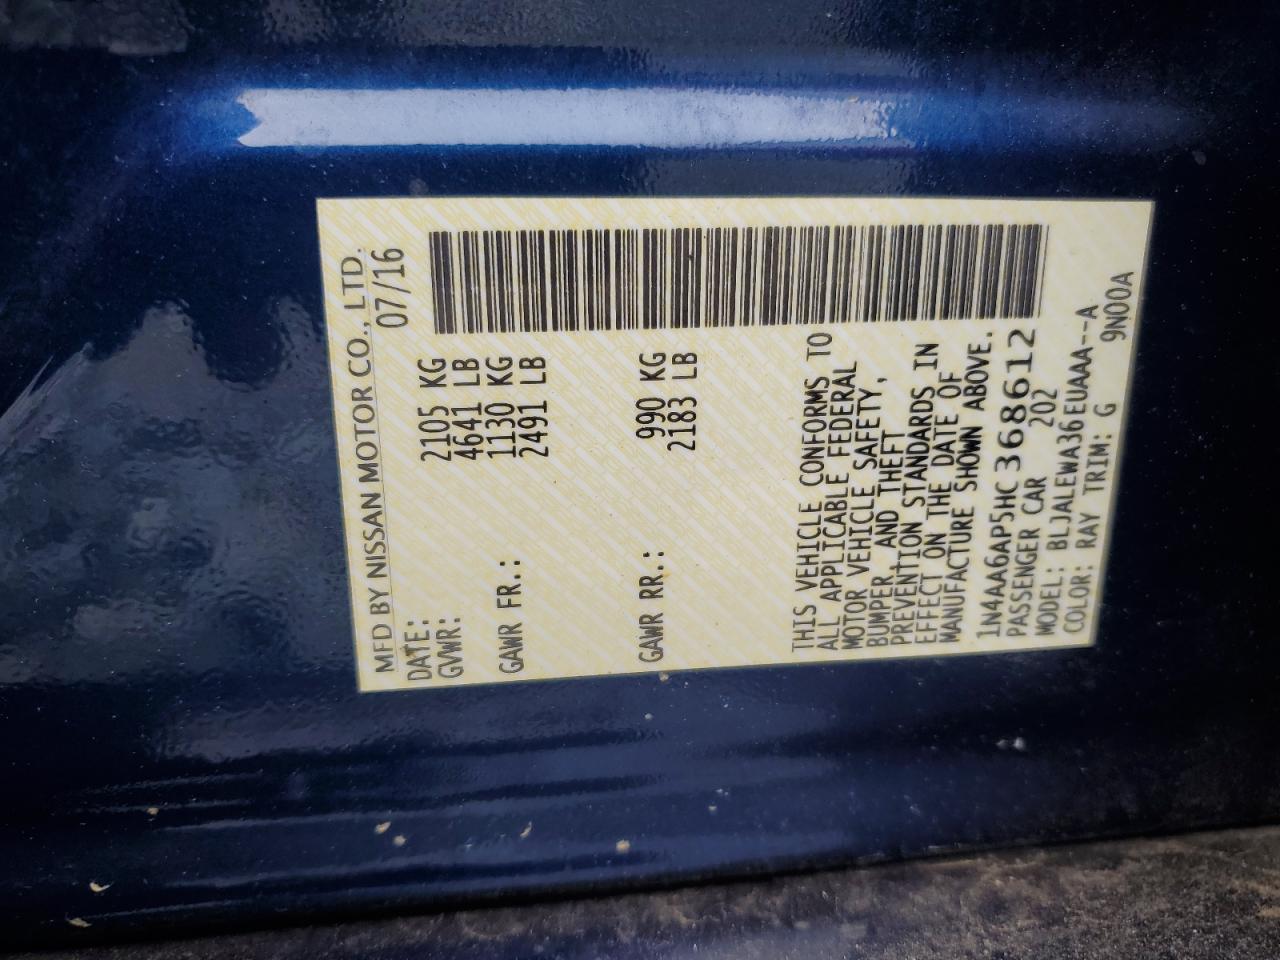 MFD BY NISSAN MOTOR CO., LTD.
DATE: 07/16
GVWR: 2105 KG
4641 LB
GAWR FR.: 1130 KG
2491 LB
GAWR RR.: 990 KG
2183 LB
THIS VEHICLE CONFORMS TO
ALL APPLICABLE FEDERAL
MOTOR VEHICLE SAFETY,
BUMPER AND THEFT
PREVENTION STANDARDS IN
EFFECT ON THE DATE OF
MANUFACTURE SHOWN ABOVE.
1N4AA6AP5HC368612
PASSENGER CAR 202
MODEL: BLJALEWA36EUAAA--A
COLOR: RAY TRIM: G 9N00A